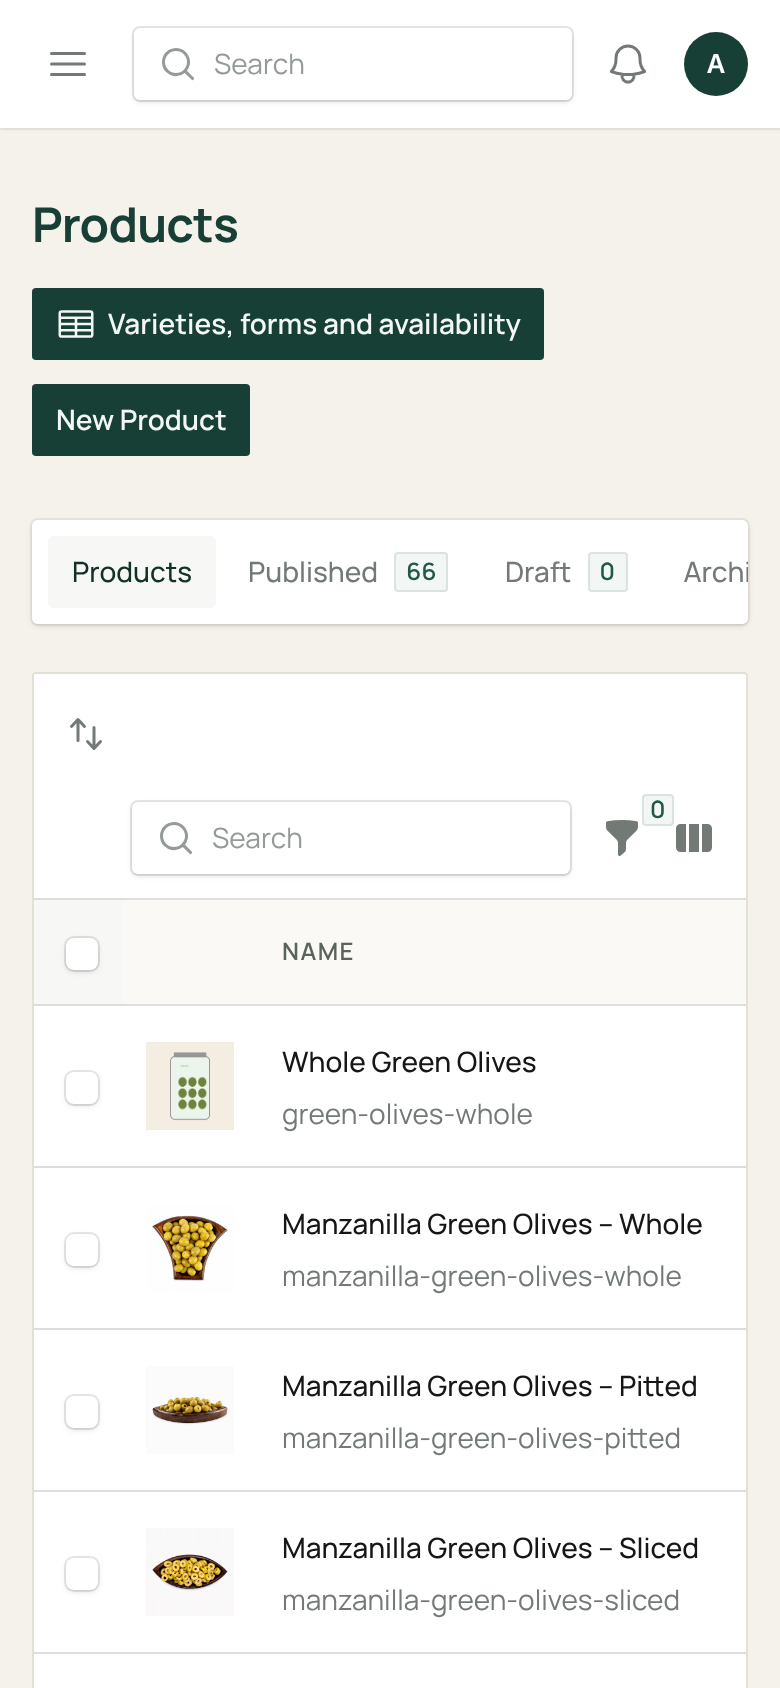 Search
A
Products
Varieties, forms and availability
New Product
Products Published 66 Draft 0 Archi
0
Search
NAME
Whole Green Olives
green-olives-whole
Manzanilla Green Olives – Whole
manzanilla-green-olives-whole
Manzanilla Green Olives – Pitted
manzanilla-green-olives-pitted
Manzanilla Green Olives – Sliced
manzanilla-green-olives-sliced